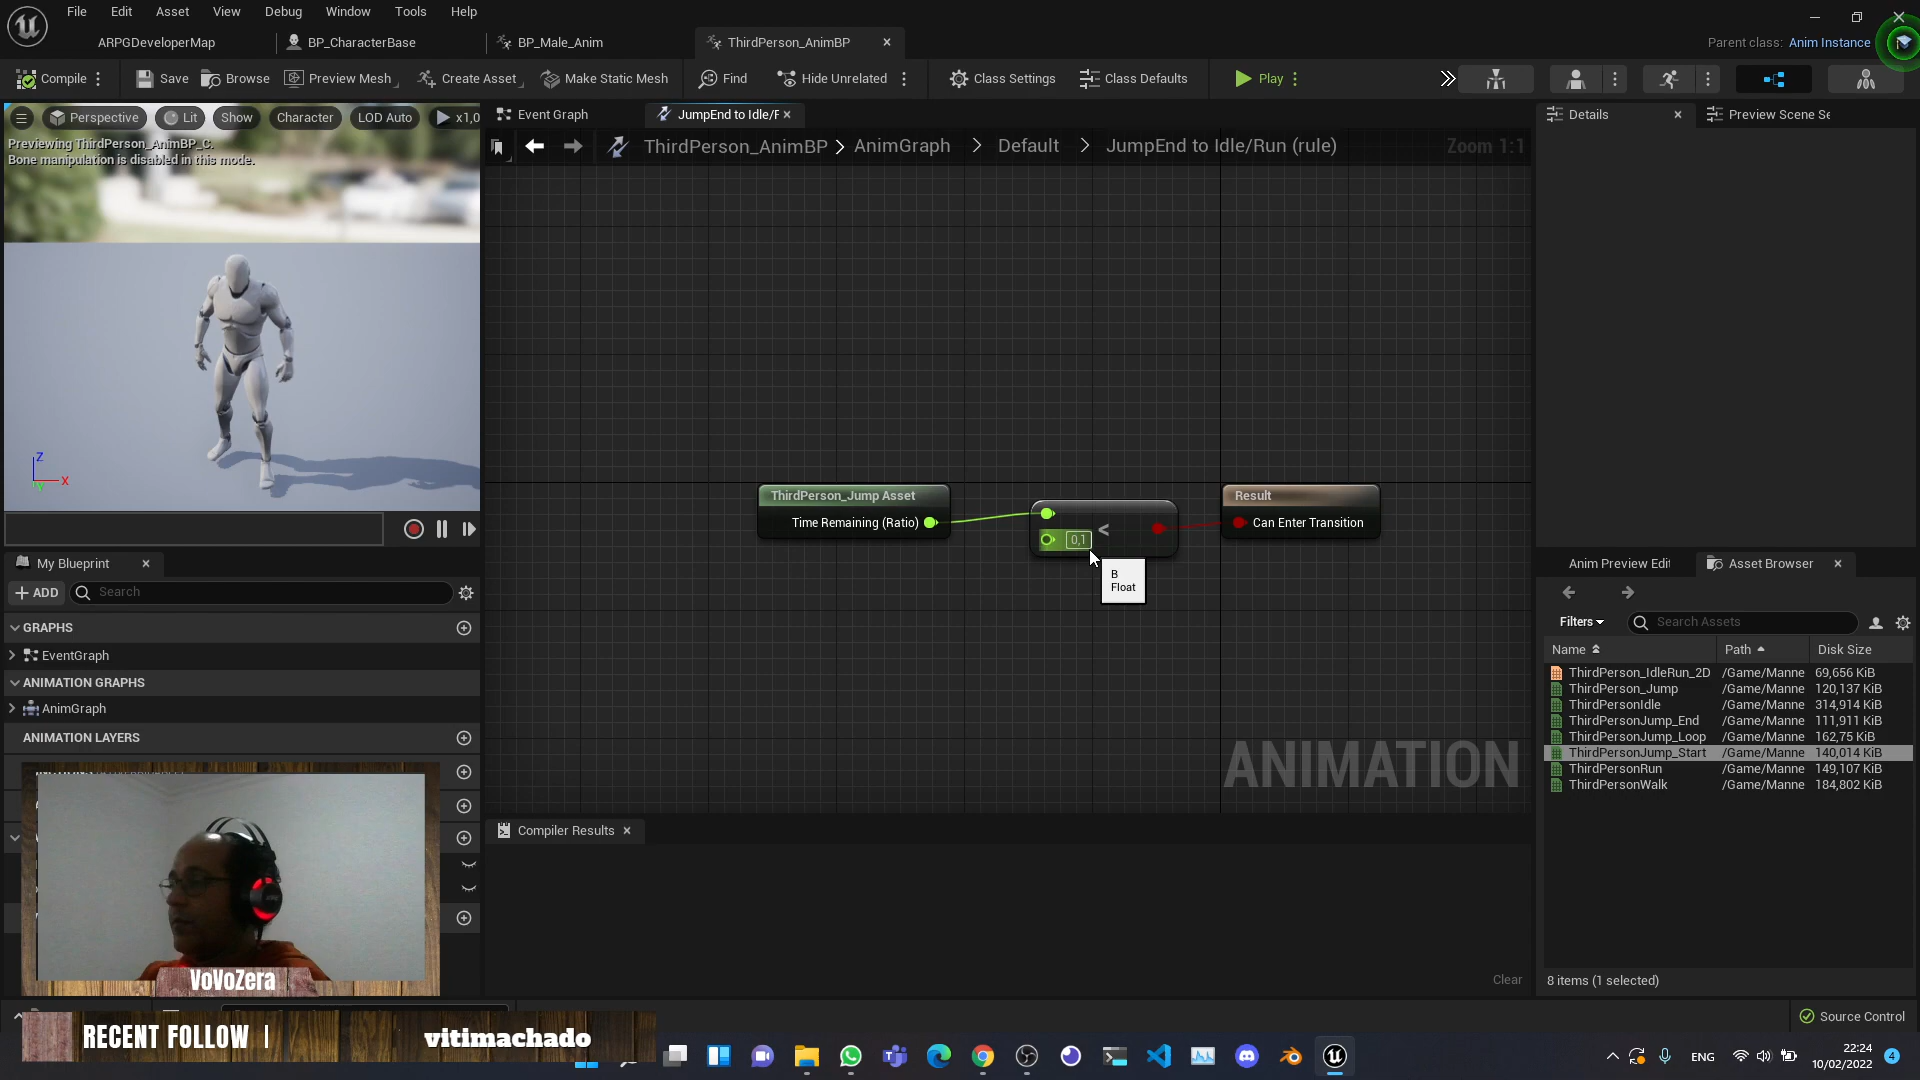 File Edit Asset View Debug Window Tools Help
ARPGDeveloperMap BP_CharacterBase BP_Male_Anim ThirdPerson_AnimBP
Parent class: Anim Instance
Compile Save Browse Preview Mesh Create Asset Make Static Mesh Find Hide Unrelated Class Settings Class Defaults Play
Perspective Lit Show Character LOD Auto x1,0
Previewing ThirdPerson_AnimBP_C.
Bone manipulation is disabled in this mode.
Z
X
Y
Event Graph JumpEnd to Idle/F
ThirdPerson_AnimBP > AnimGraph > Default > JumpEnd to Idle/Run (rule)
Zoom 1:1
ThirdPerson_Jump Asset
Time Remaining (Ratio)
<
0,1
B
Float
Result
Can Enter Transition
ANIMATION
Compiler Results
Clear
My Blueprint
ADD Search
GRAPHS
EventGraph
ANIMATION GRAPHS
AnimGraph
ANIMATION LAYERS
VoVoZera
RECENT FOLLOW |
vitimachado
Details Preview Scene Se
Anim Preview Edit Asset Browser
Filters Search Assets
Name Path Disk Size
ThirdPerson_IdleRun_2D /Game/Manne 69,656 KiB
ThirdPerson_Jump /Game/Manne 120,137 KiB
ThirdPersonIdle /Game/Manne 314,914 KiB
ThirdPersonJump_End /Game/Manne 111,911 KiB
ThirdPersonJump_Loop /Game/Manne 162,75 KiB
ThirdPersonJump_Start /Game/Manne 140,014 KiB
ThirdPersonRun /Game/Manne 149,107 KiB
ThirdPersonWalk /Game/Manne 184,802 KiB
8 items (1 selected)
Source Control
ENG
22:24
10/02/2022
4